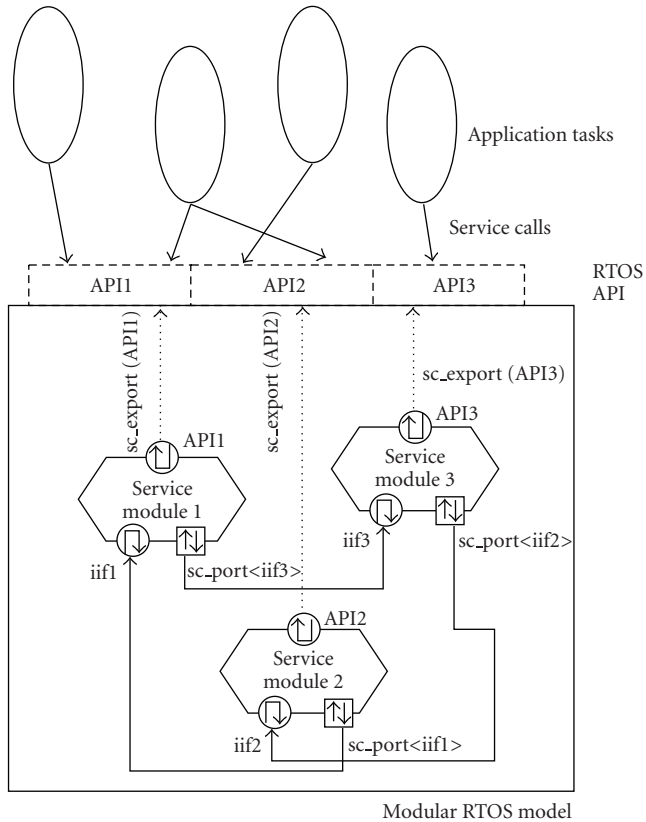 Application tasks
Service calls
RTOS
API
API1
API2
API3
sc_export (API1)
sc_export (API2)
sc_export (API3)
API1
Service
module 1
iif1
sc_port<iif3>
API3
Service
module 3
iif3
sc_port<iif2>
API2
Service
module 2
iif2
sc_port<iif1>
Modular RTOS model